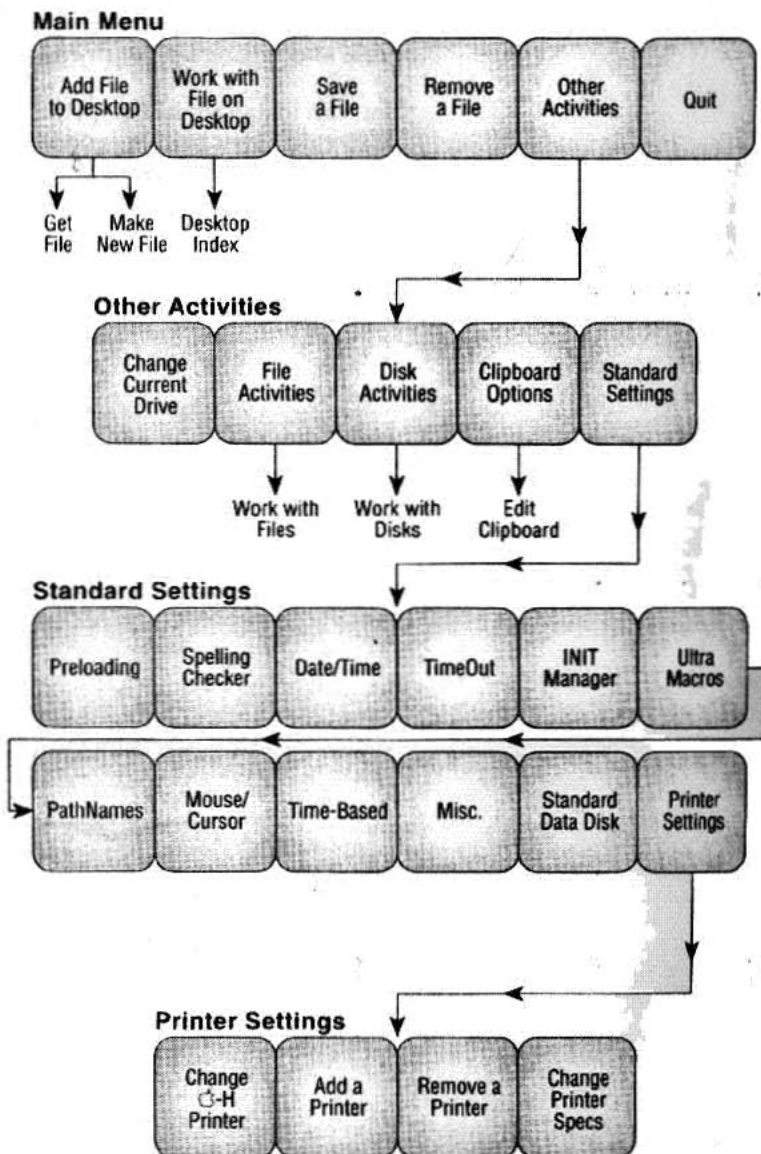 Main Menu
Add File
to Desktop
Work with
File on
Desktop
Save
a File
Remove
a File
Other
Activities
Quit
Get
File
Make
New File
Desktop
Index
Other Activities
Change
Current
Drive
File
Activities
Disk
Activities
Clipboard
Options
Standard
Settings
Work with
Files
Work with
Disks
Edit
Clipboard
Standard Settings
Preloading
Spelling
Checker
Date/Time
TimeOut
INIT
Manager
Ultra
Macros
PathNames
Mouse/
Cursor
Time-Based
Misc.
Standard
Data Disk
Printer
Settings
Printer Settings
Change
-H
Printer
Add a
Printer
Remove a
Printer
Change
Printer
Specs